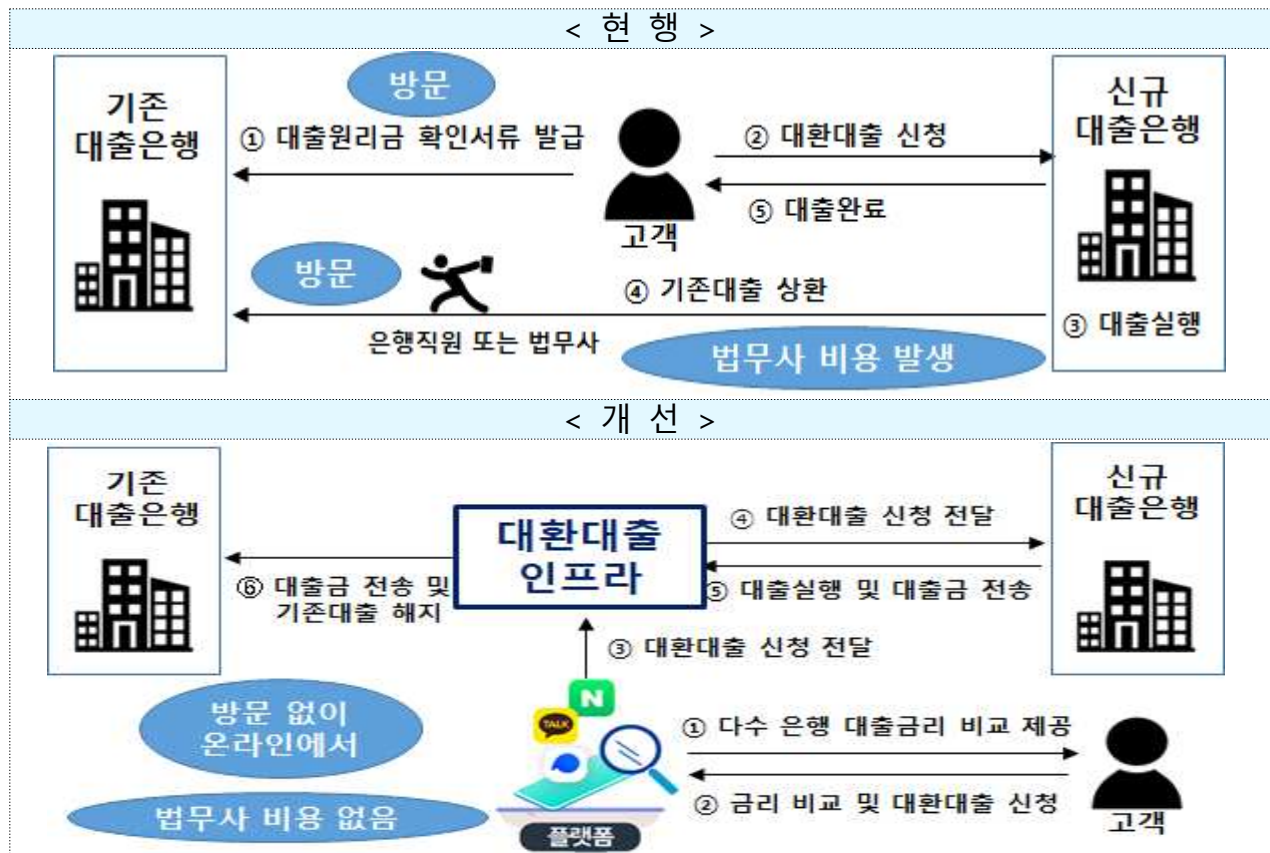 < 현 행 >
방문
기존
대출은행
① 대출원리금 확인서류 발급
신규
대출은행
② 대환대출 신청
⑤ 대출완료
고객
방문
④ 기존대출 상환
③ 대출실행
은행직원 또는 법무사
법무사 비용 발생
< 개 선 >
기존
대출은행
신규
대출은행
대환대출
인프라
④ 대환대출 신청 전달
⑤ 대출실행 및 대출금 전송
⑥ 대출금 전송 및
기존대출 해지
③ 대환대출 신청 전달
방문 없이
온라인에서
N
TALK
① 다수 은행 대출금리 비교 제공
② 금리 비교 및 대환대출 신청
고객
법무사 비용 없음
플랫폼